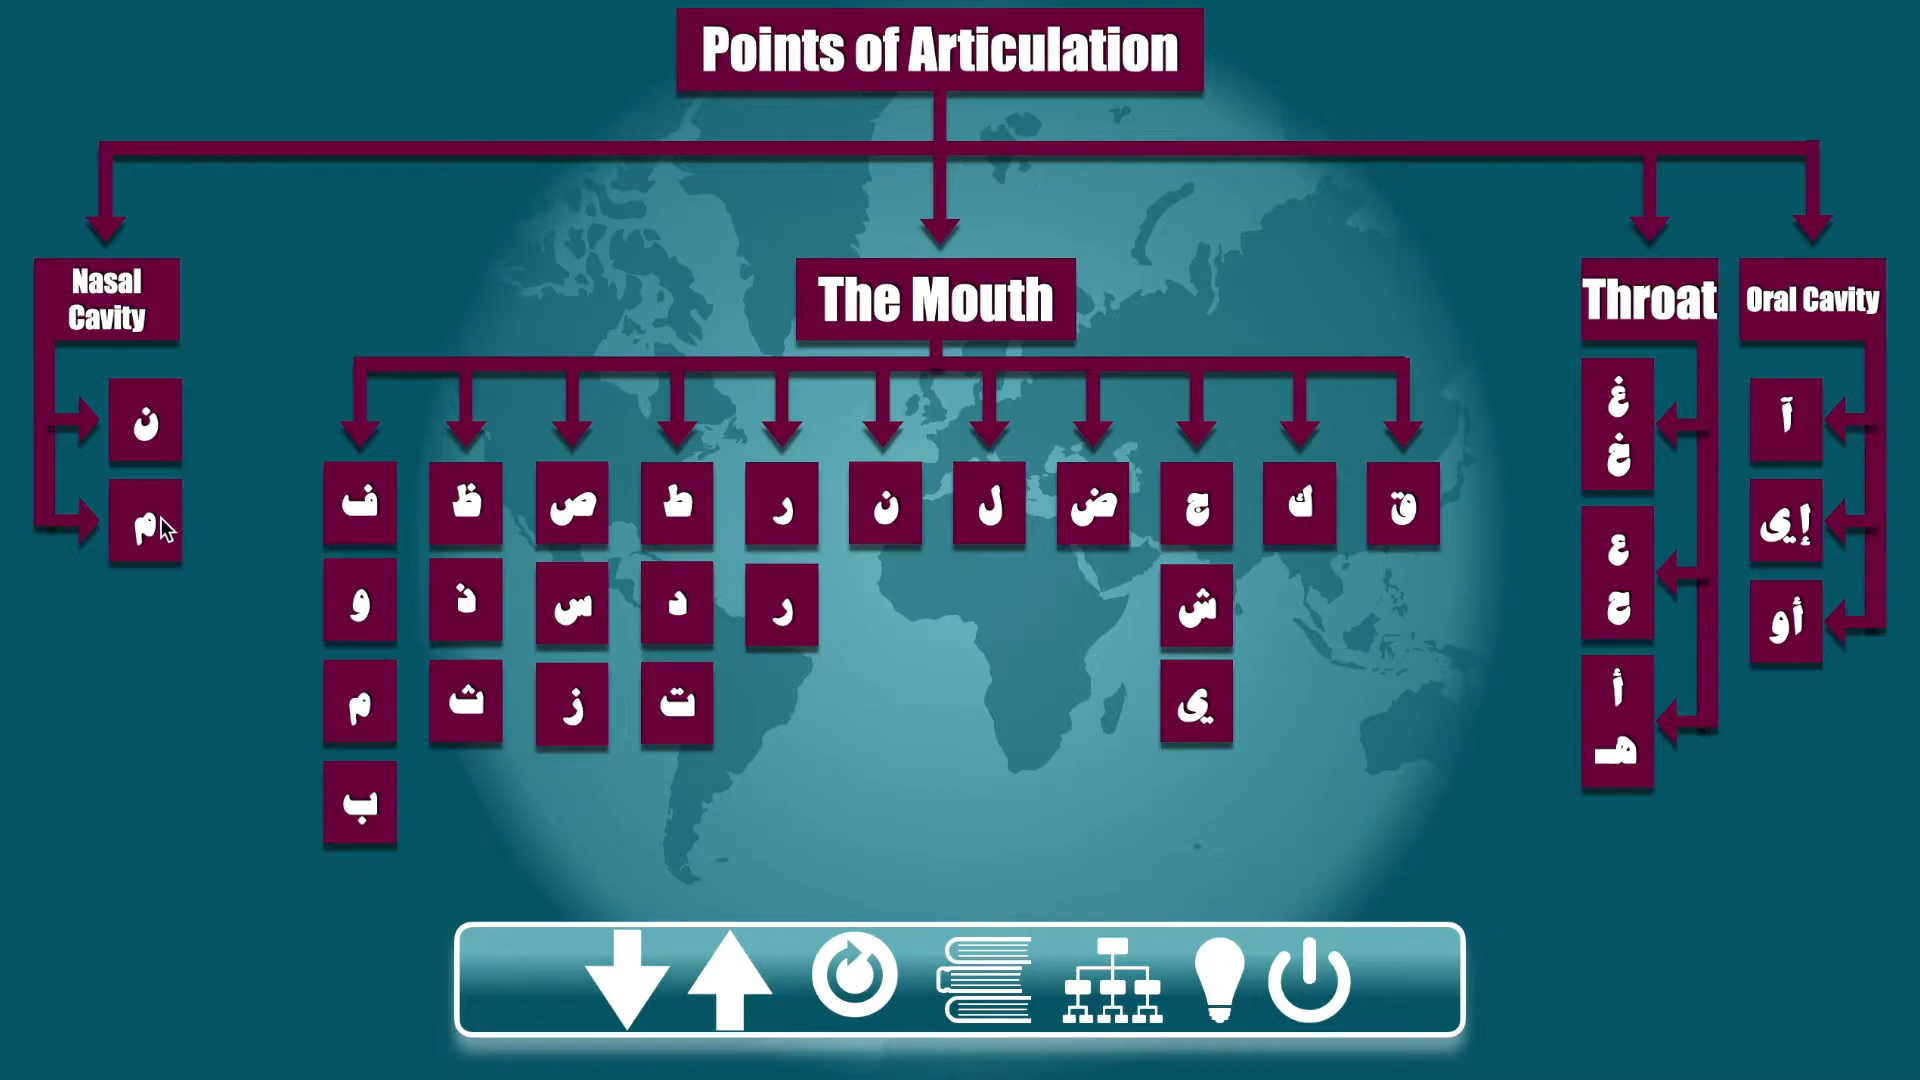 Points of Articulation
Nasal
Cavity
The Mouth
Throat
Oral Cavity
ن
م
ف
و
م
ب
ظ
ذ
ث
ص
س
ز
ط
د
ت
ر
ر
ن
ل
ض
ج
ش
ي
ك
ق
غ
خ
ع
ح
أ
هـ
آ
إي
أو